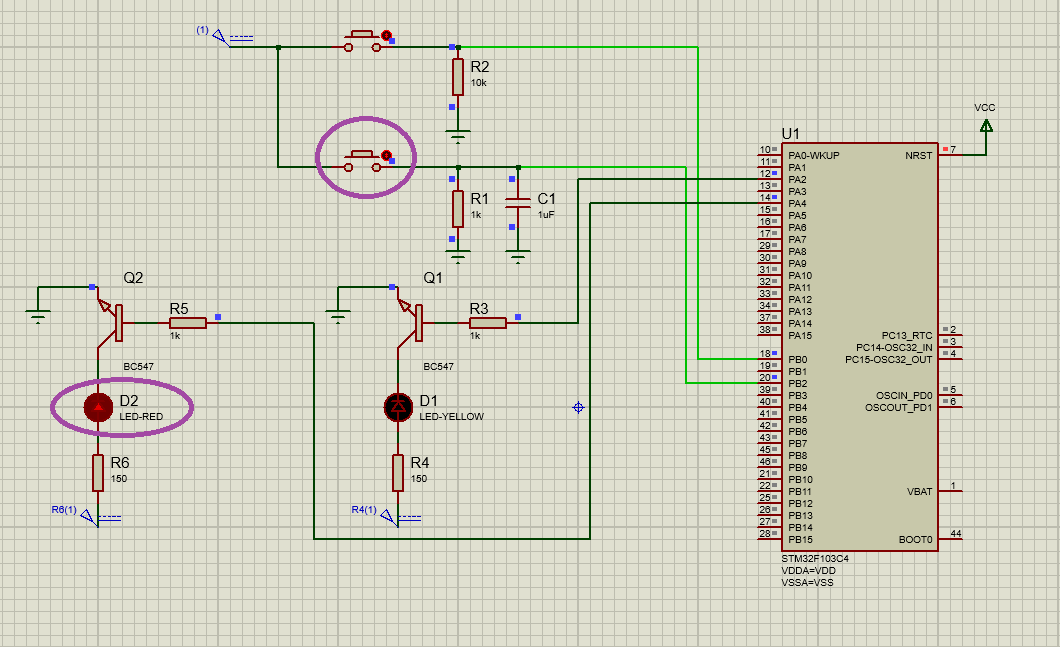 (1)
R2
10k
VCC
U1
10 PA0-WKUP NRST 7
11 PA1
12 PA2
13 PA3
14 PA4
15 PA5
16 PA6
17 PA7
29 PA8
30 PA9
31 PA10
32 PA11
33 PA12
34 PA13
37 PA14
38 PA15
PC13_RTC 2
PC14-OSC32_IN 3
PC15-OSC32_OUT 4
18 PB0
19 PB1
20 PB2
39 PB3
40 PB4
41 PB5
42 PB6
43 PB7
45 PB8
46 PB9
21 PB10
22 PB11
25 PB12
26 PB13
27 PB14
28 PB15
OSCIN_PD0 5
OSCOUT_PD1 6
VBAT 1
BOOT0 44
STM32F103C4
VDDA=VDD
VSSA=VSS
R1
1k
C1
1uF
Q2
R5
1k
BC547
Q1
R3
1k
BC547
D2
LED-RED
D1
LED-YELLOW
R6
150
R4
150
R6(1)
R4(1)